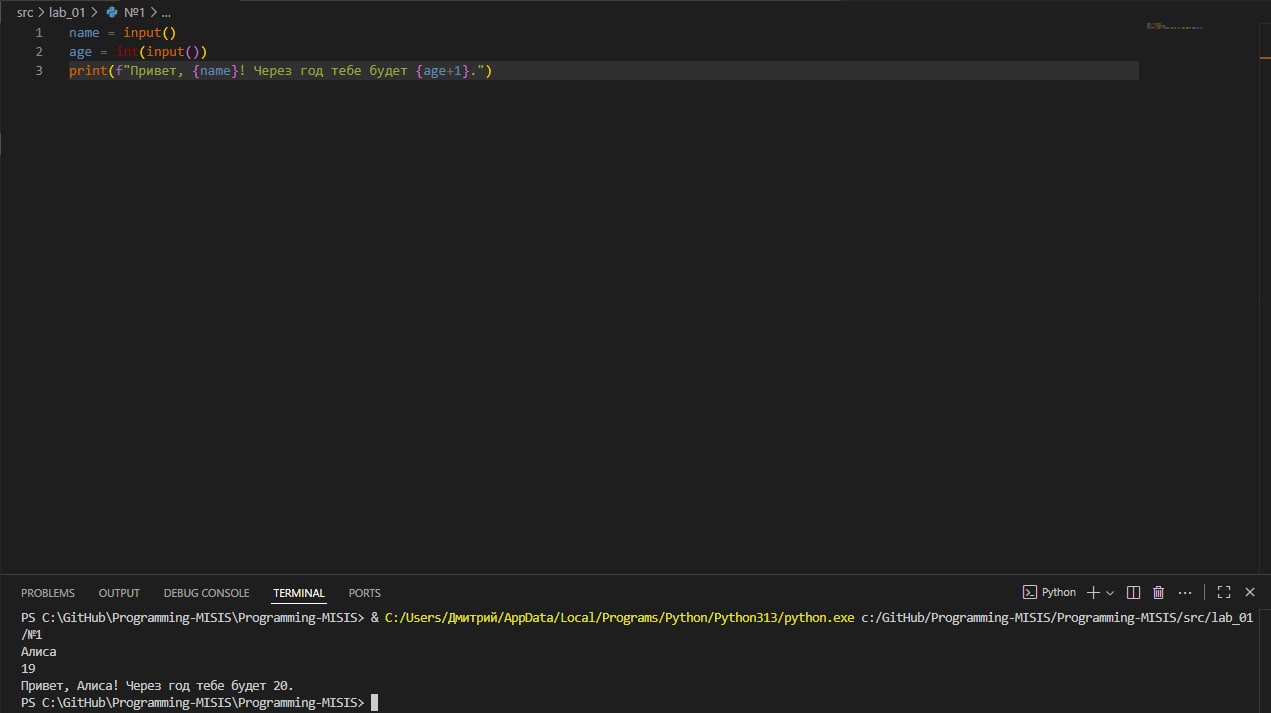 src > lab_01 > №1 > ...
1 name = input()
2 age = int(input())
3 print(f"Привет, {name}! Через год тебе будет {age+1}.")
PROBLEMS OUTPUT DEBUG CONSOLE TERMINAL PORTS Python
PS C:\GitHub\Programming-MISIS\Programming-MISIS> & C:/Users/Дмитрий/AppData/Local/Programs/Python/Python313/python.exe c:/GitHub/Programming-MISIS/Programming-MISIS/src/lab_01
/№1
Алиса
19
Привет, Алиса! Через год тебе будет 20.
PS C:\GitHub\Programming-MISIS\Programming-MISIS>